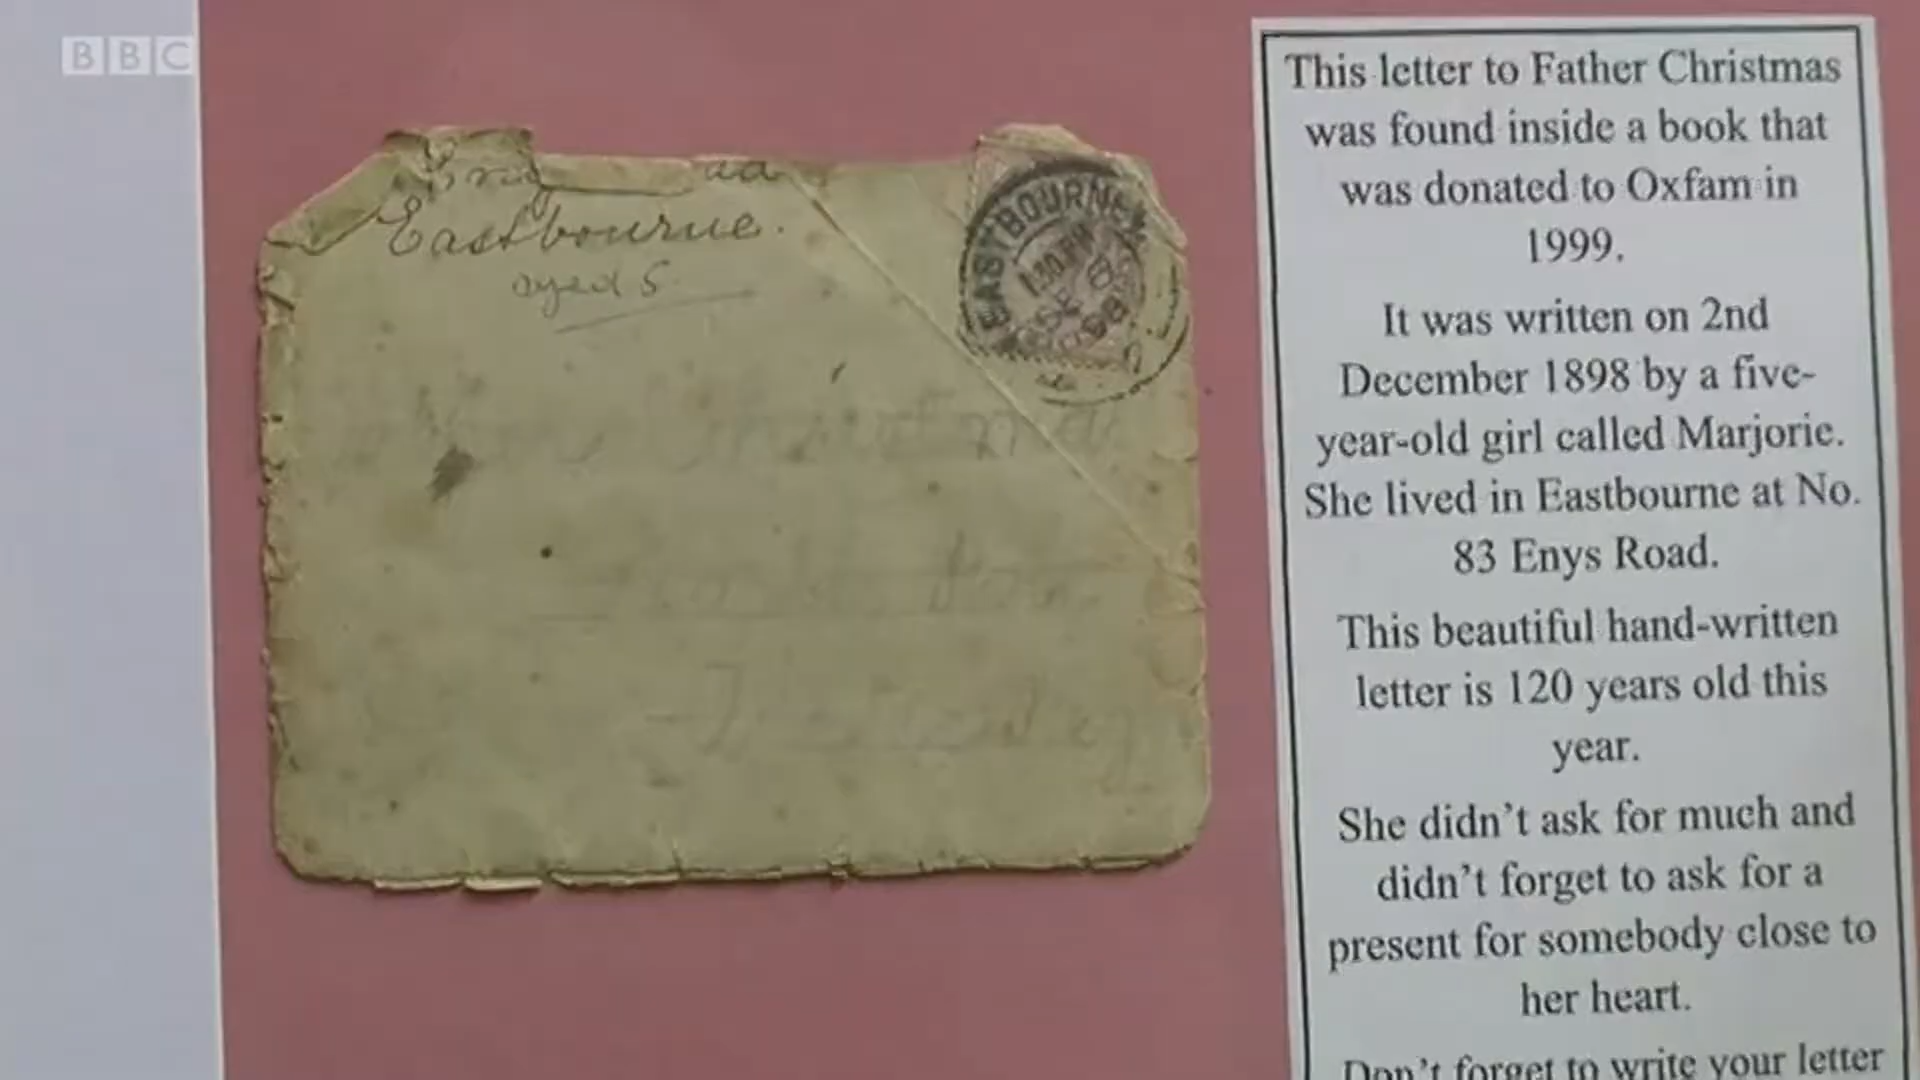 BBC
Eastbourne.
aged 5
EASTBOURNE
1.30 PM
This letter to Father Christmas
was found inside a book that
was donated to Oxfam in
1999.
It was written on 2nd
December 1898 by a five-
year-old girl called Marjorie.
She lived in Eastbourne at No.
83 Enys Road.
This beautiful hand-written
letter is 120 years old this
year.
She didn't ask for much and
didn't forget to ask for a
present for somebody close to
her heart.
Don't forget to write your letter